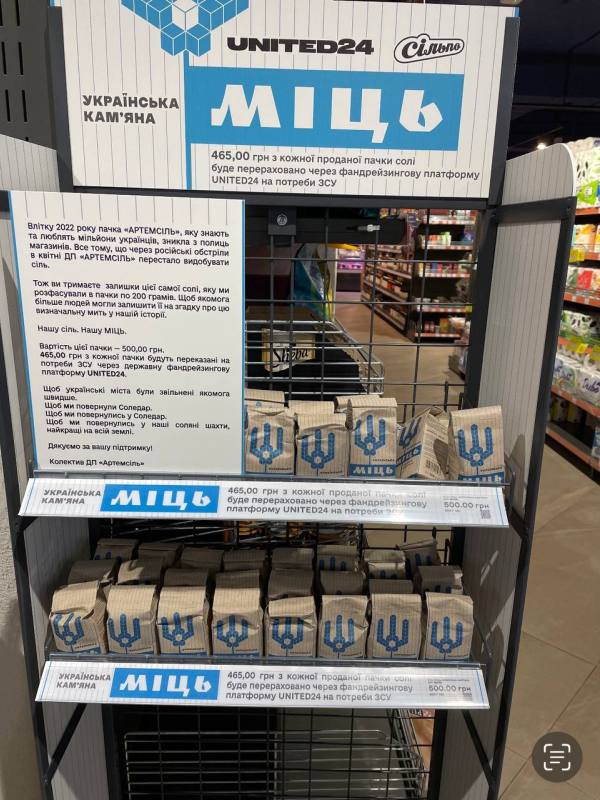 UNITED24
Сільпо
УКРАЇНСЬКА
КАМ'ЯНА
МІЦЬ
465,00 грн з кожної проданої пачки солі
буде перераховано через фандрейзингову платформу
UNITED24 на потреби ЗСУ
Влітку 2022 року пачка «АРТЕМСІЛЬ», яку знають
та люблять мільйони українців, зникла з полиць
магазинів. Все тому, що через російські обстріли
в квітні ДП «АРТЕМСІЛЬ» перестало видобувати
сіль.
Тож ви тримаєте залишки цієї самої солі, яку ми
розфасували в пачки по 200 грамів. Щоб якомога
більше людей могли залишити її на згадку про цю
визначальну мить у нашій історії.
Нашу сіль. Нашу МІЦЬ.
Вартість цієї пачки – 500,00 грн.
465,00 грн з кожної пачки будуть переказані на
потреби ЗСУ через державну фандрейзингову
платформу UNITED24.
Щоб українські міста були звільнені якомога
швидше.
Щоб ми повернули Соледар.
Щоб ми повернулись у Соледар.
Щоб ми повернулись у наші соляні шахти,
найкращі на всій землі.
Дякуємо за вашу підтримку!
Колектив ДП «Артемсіль»
Sheba
МІЦЬ
МІЦЬ
УКРАЇНСЬКА
КАМ'ЯНА
МІЦЬ
465,00 грн з кожної проданої пачки солі
буде перераховано через фандрейзингову
платформу UNITED24 на потреби ЗСУ
500.00 грн
УКРАЇНСЬКА
КАМ'ЯНА
МІЦЬ
465,00 грн з кожної проданої пачки солі
буде перераховано через фандрейзингову
платформу UNITED24 на потреби ЗСУ
500.00 грн